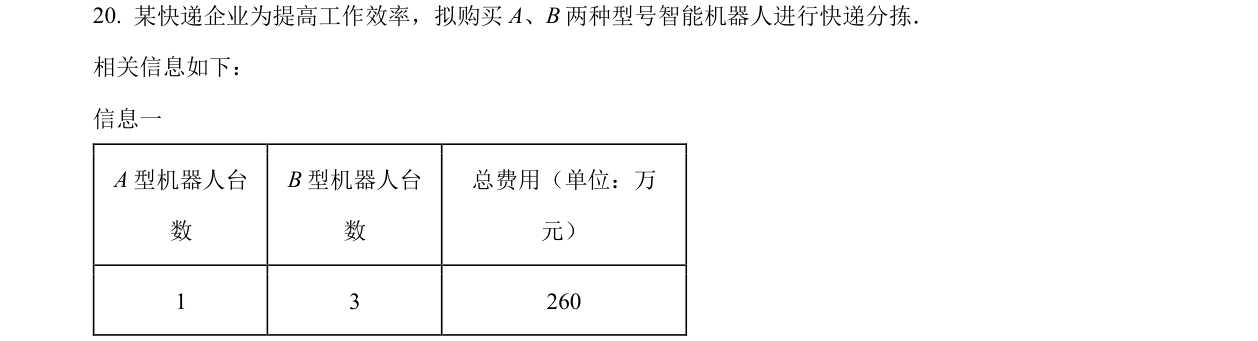 20. 某快递企业为提高工作效率，拟购买 A、B 两种型号智能机器人进行快递分拣.
相关信息如下：
信息一
A 型机器人台数
B 型机器人台数
总费用（单位：万元）
1
3
260